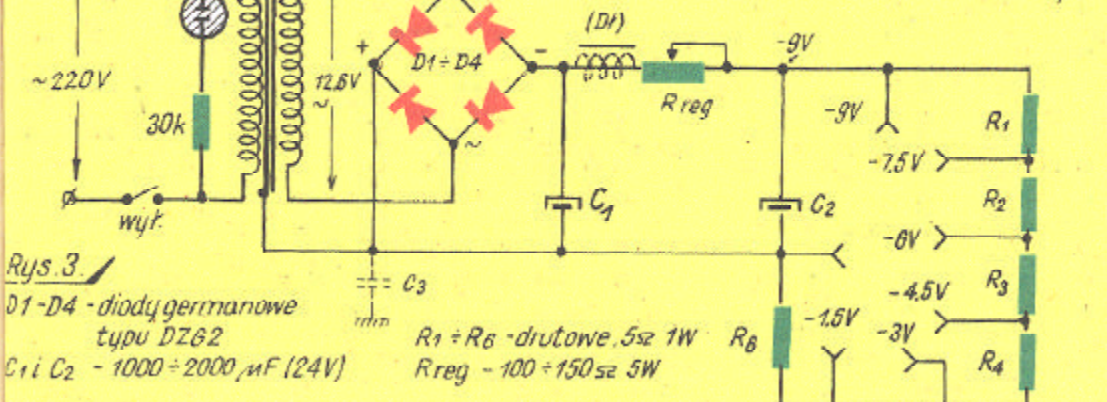 (Dł)
-9V
+
D1÷D4
-
~220V
12,6V
~
R reg
30k
-9V
R1
-7,5V
~
R2
C1
C2
wył.
-6V
Rys.3.
C3
R3
-4,5V
D1-D4 - diody germanowe
typu DZG2
R1÷R6 - drutowe, 5Ω 1W
R6
-1,5V
-3V
R4
C1 i C2 - 1000÷2000 µF (24V)
R reg - 100÷150Ω 5W